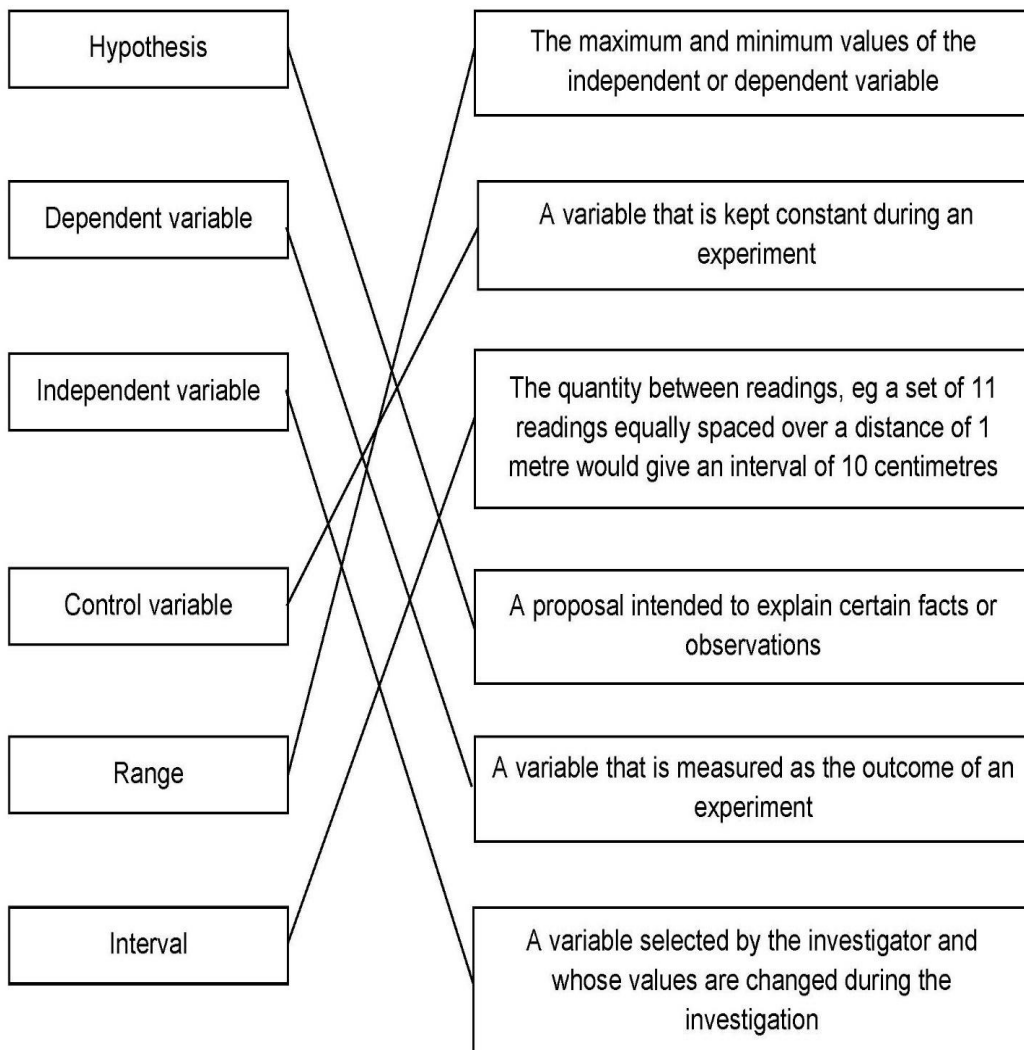 Hypothesis
The maximum and minimum values of the
independent or dependent variable
Dependent variable
A variable that is kept constant during an
experiment
Independent variable
The quantity between readings, eg a set of 11
readings equally spaced over a distance of 1
metre would give an interval of 10 centimetres
Control variable
A proposal intended to explain certain facts or
observations
Range
A variable that is measured as the outcome of an
experiment
Interval
A variable selected by the investigator and
whose values are changed during the
investigation